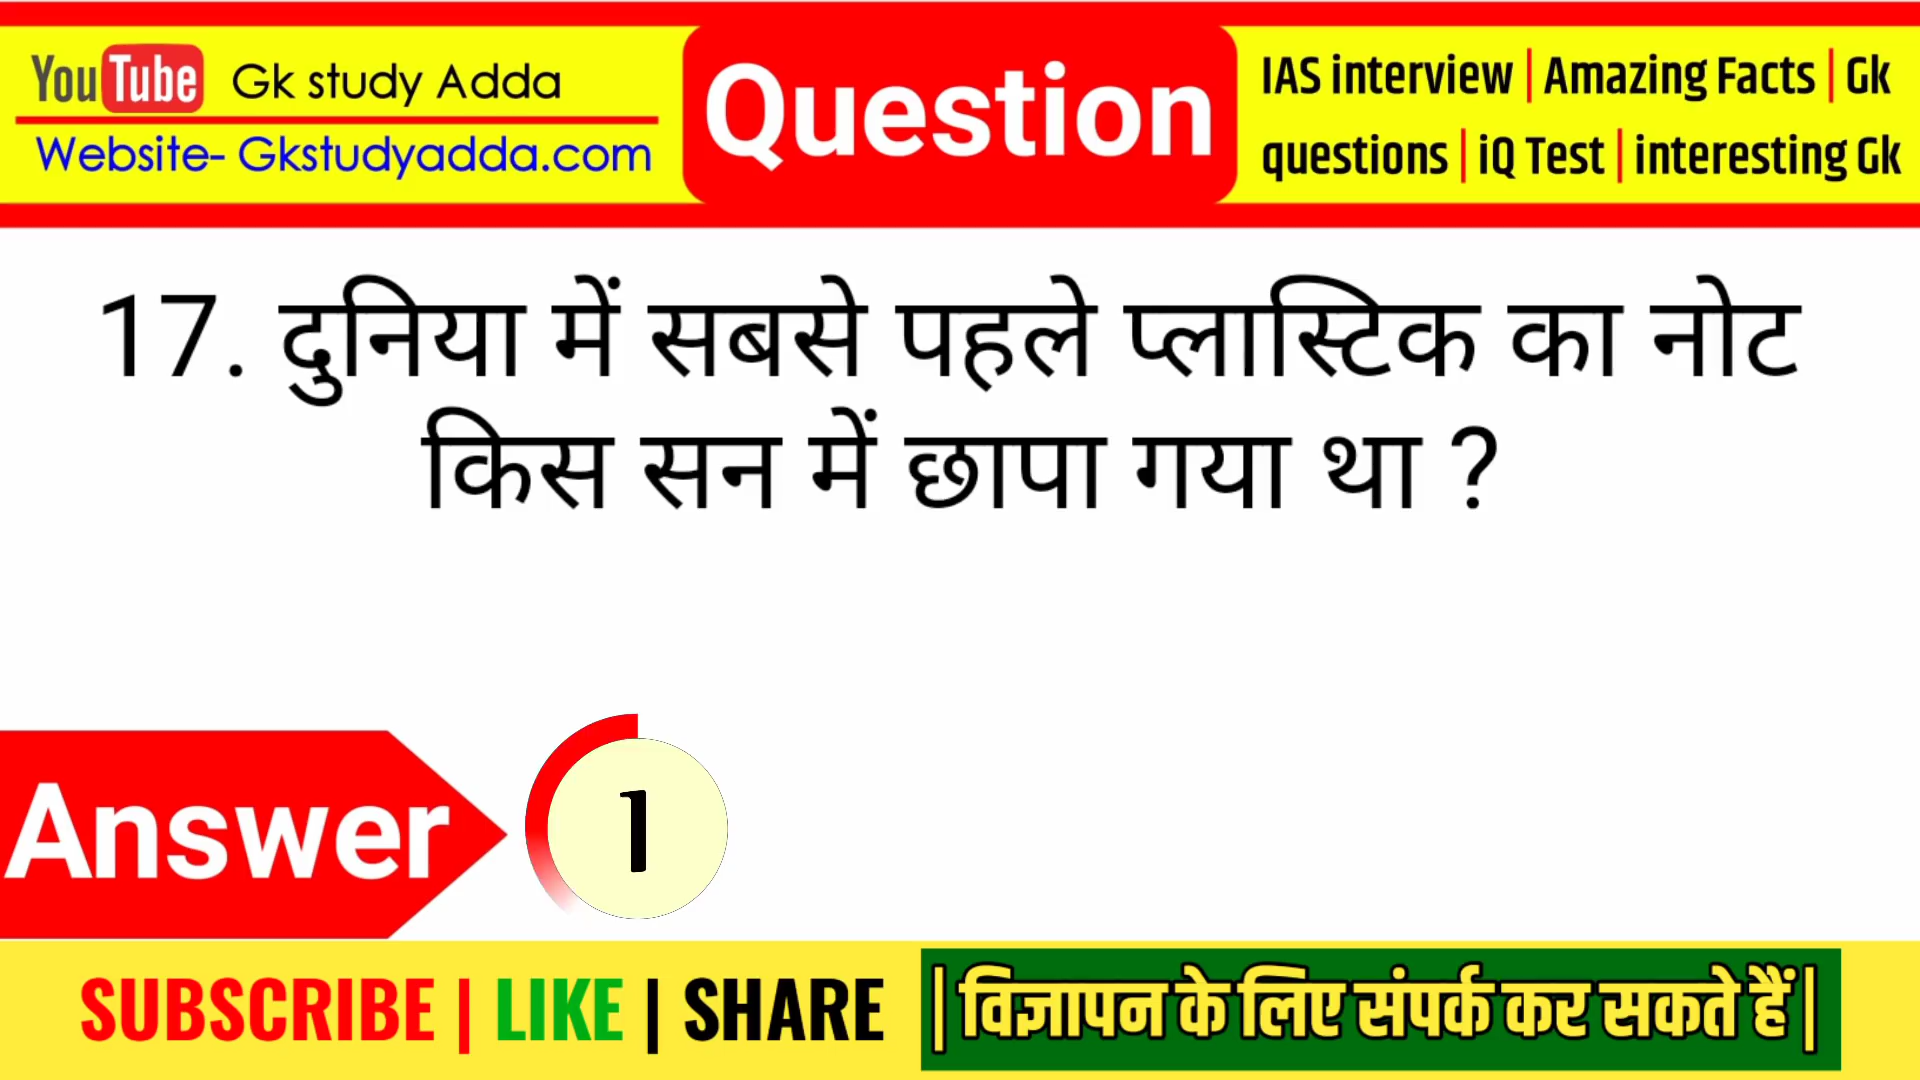 YouTube Gk study Adda
Website- Gkstudyadda.com
Question
IAS interview | Amazing Facts | Gk
questions | iQ Test | interesting Gk
17. दुनिया में सबसे पहले प्लास्टिक का नोट
किस सन में छापा गया था ?
Answer
1
SUBSCRIBE | LIKE | SHARE
| विज्ञापन के लिए संपर्क कर सकते हैं |